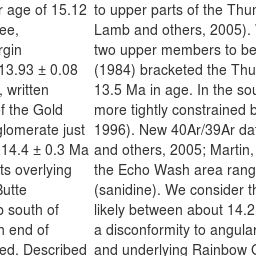 r age of 15.12
ee,
rgin
13.93 ± 0.08
, written
f the Gold
glomerate just
14.4 ± 0.3 Ma
ts overlying
Butte
o south of
n end of
ed. Described
to upper parts of the Thu
Lamb and others, 2005).
two upper members to be
(1984) bracketed the Thu
13.5 Ma in age. In the sou
more tightly constrained b
1996). New 40Ar/39Ar da
and others, 2005; Martin,
the Echo Wash area rang
(sanidine). We consider th
likely between about 14.2
a disconformity to angular
and underlying Rainbow G